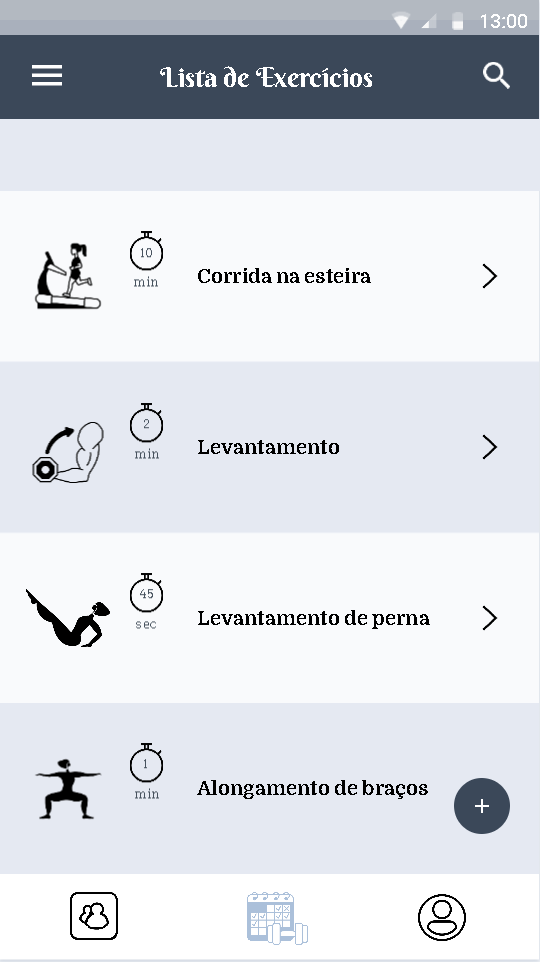 13:00
Lista de Exercícios
10
min
Corrida na esteira
2
min
Levantamento
45
sec
Levantamento de perna
1
min
Alongamento de braços
+